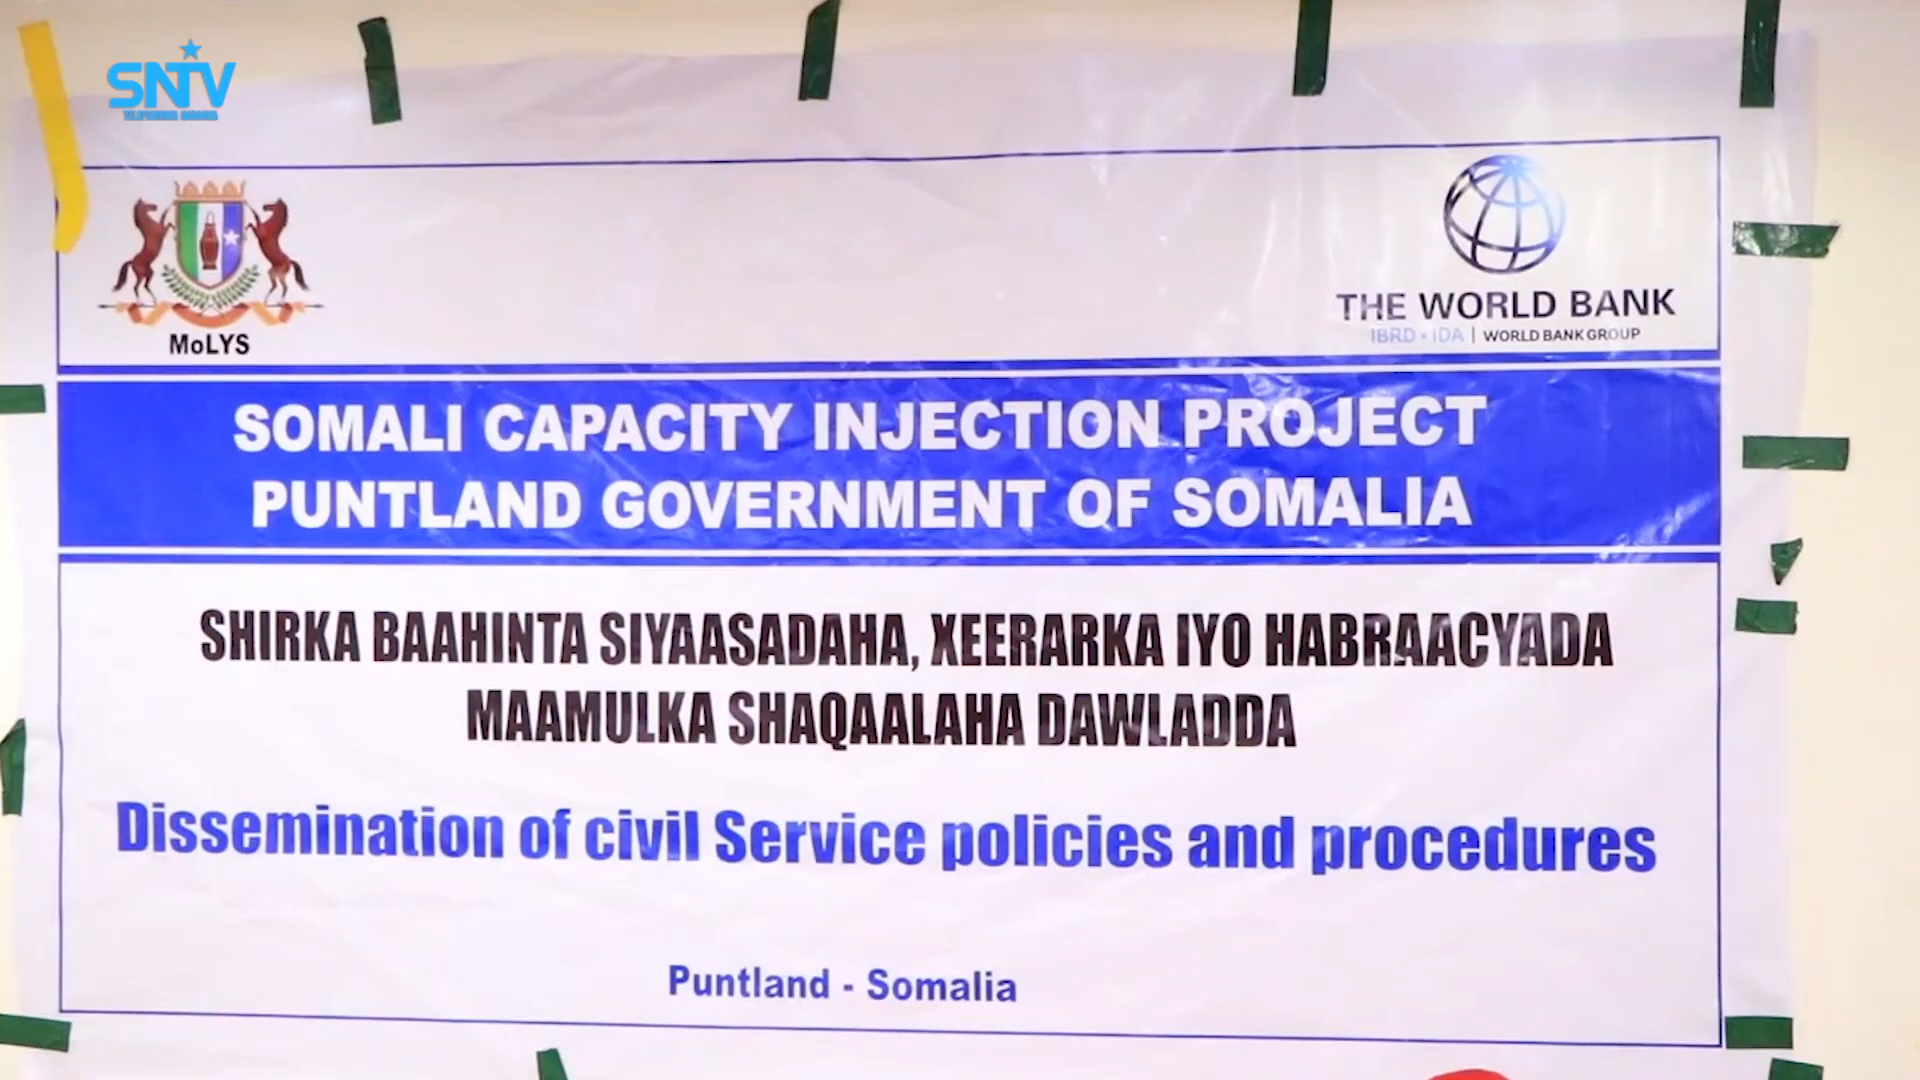 SNTV
MoLYS
THE WORLD BANK
IBRD • IDA | WORLD BANK GROUP
SOMALI CAPACITY INJECTION PROJECT
PUNTLAND GOVERNMENT OF SOMALIA
SHIRKA BAAHINTA SIYAASADAHA, XEERARKA IYO HABRAACYADA
MAAMULKA SHAQAALAHA DAWLADDA
Dissemination of civil Service policies and procedures
Puntland - Somalia